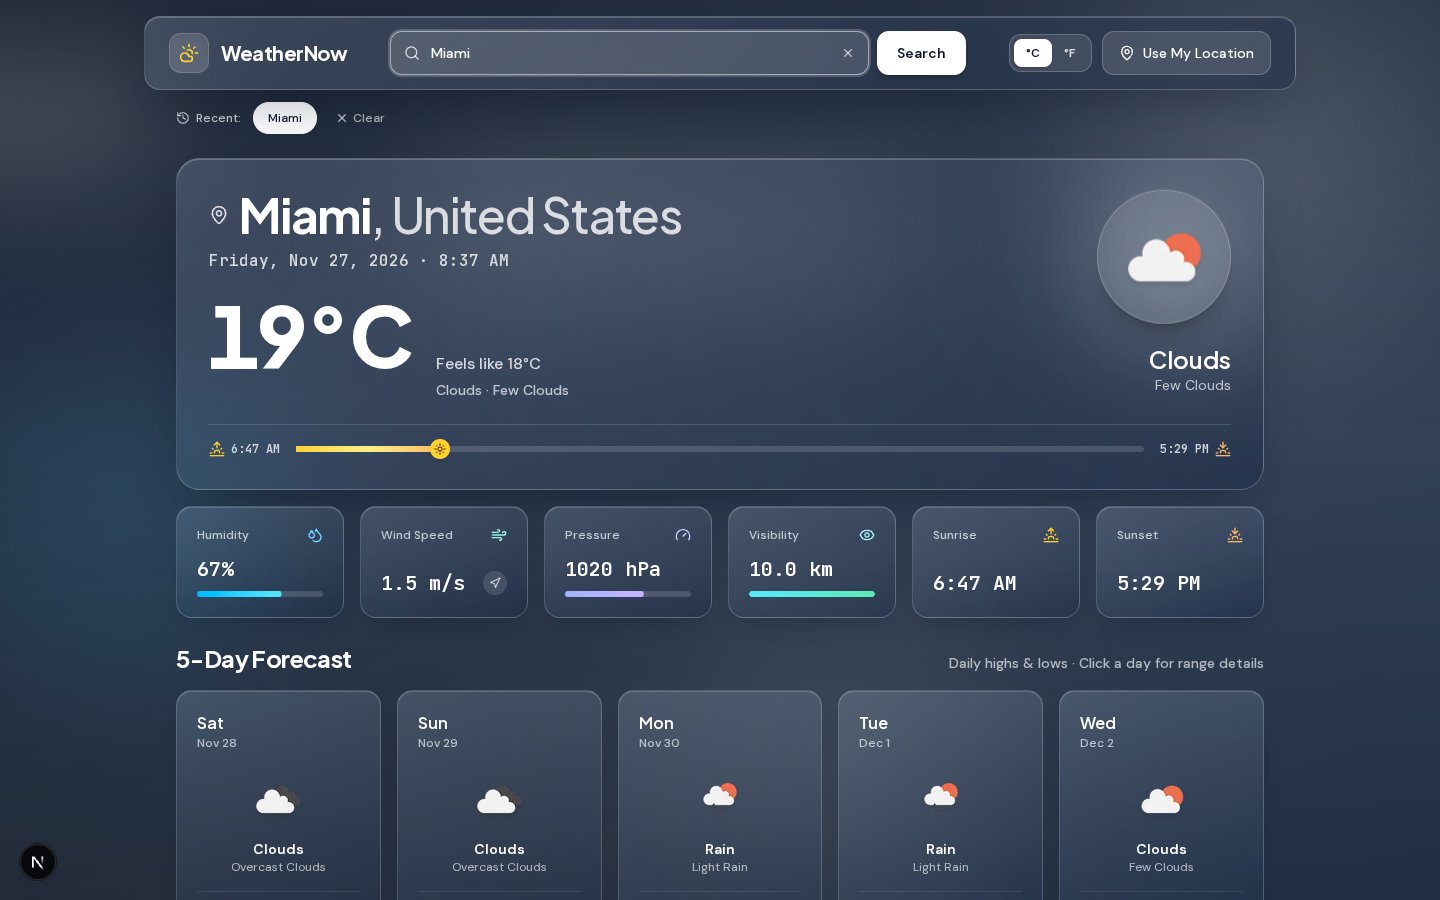 WeatherNow
Miami
Search
°C °F
Use My Location
Recent:
Miami
Clear
Miami, United States
Friday, Nov 27, 2026 · 8:37 AM
19°C
Feels like 18°C
Clouds · Few Clouds
Clouds
Few Clouds
6:47 AM
5:29 PM
Humidity
67%
Wind Speed
1.5 m/s
Pressure
1020 hPa
Visibility
10.0 km
Sunrise
6:47 AM
Sunset
5:29 PM
5-Day Forecast
Daily highs & lows · Click a day for range details
Sat
Nov 28
Clouds
Overcast Clouds
Sun
Nov 29
Clouds
Overcast Clouds
Mon
Nov 30
Rain
Light Rain
Tue
Dec 1
Rain
Light Rain
Wed
Dec 2
Clouds
Few Clouds
N